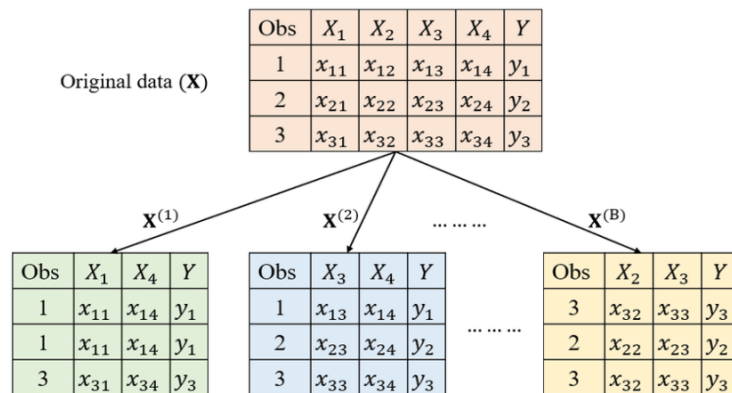 Obs X₁ X₂ X₃ X₄ Y
1 x₁₁ x₁₂ x₁₃ x₁₄ y₁
Original data (X)
2 x₂₁ x₂₂ x₂₃ x₂₄ y₂
3 x₃₁ x₃₂ x₃₃ x₃₄ y₃
X⁽¹⁾ X⁽²⁾ ... ... ... X⁽ᴮ⁾
Obs X₁ X₄ Y
1 x₁₁ x₁₄ y₁
1 x₁₁ x₁₄ y₁
3 x₃₁ x₃₄ y₃
Obs X₃ X₄ Y
1 x₁₃ x₁₄ y₁
2 x₂₃ x₂₄ y₂
3 x₃₃ x₃₄ y₃
... ... ...
Obs X₂ X₃ Y
3 x₃₂ x₃₃ y₃
2 x₂₂ x₂₃ y₂
3 x₃₂ x₃₃ y₃